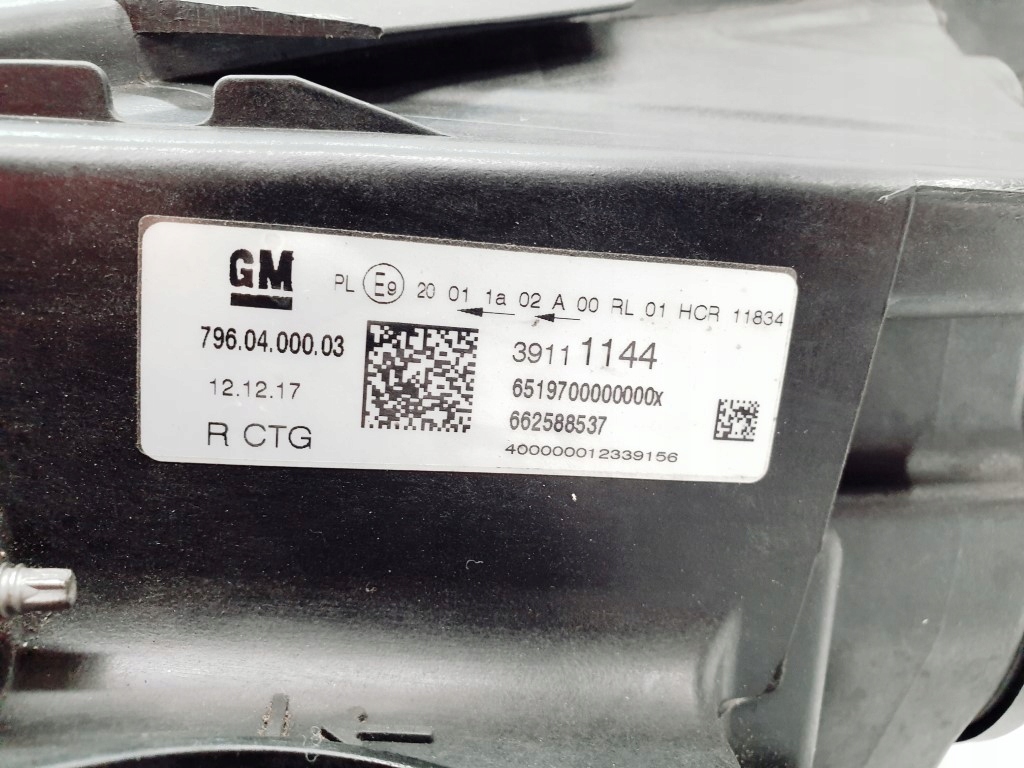 GM
PL E9 20 01 1a 02 A 00 RL 01 HCR 11834
796.04.000.03
39111144
12.12.17
6519700000000x
R CTG
662588537
400000012339156